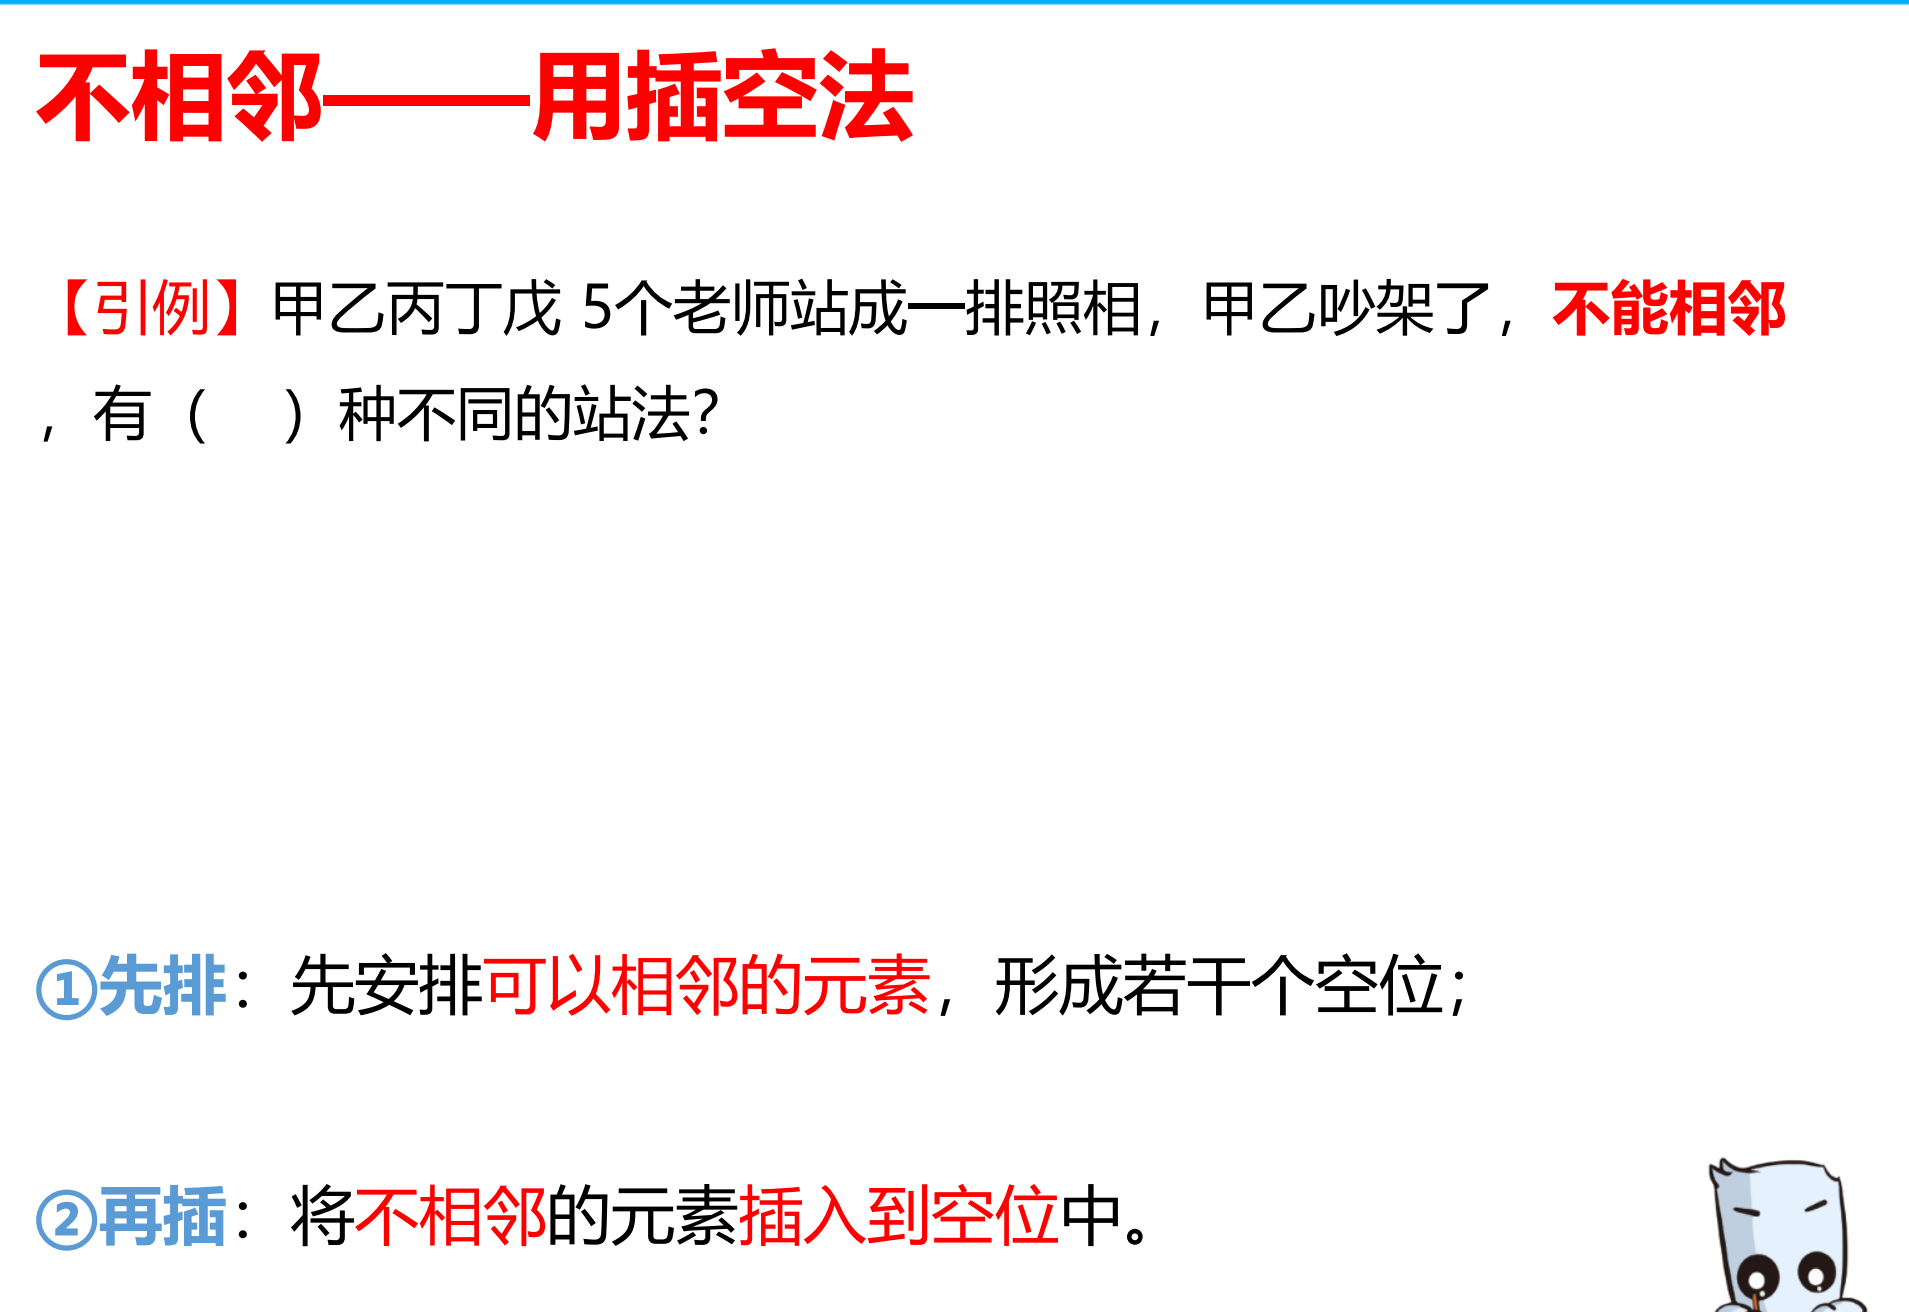 不相邻——用插空法
【引例】甲乙丙丁戊 5个老师站成一排照相，甲乙吵架了，不能相邻
，有（　）种不同的站法？
①先排：先安排可以相邻的元素，形成若干个空位；
②再插：将不相邻的元素插入到空位中。